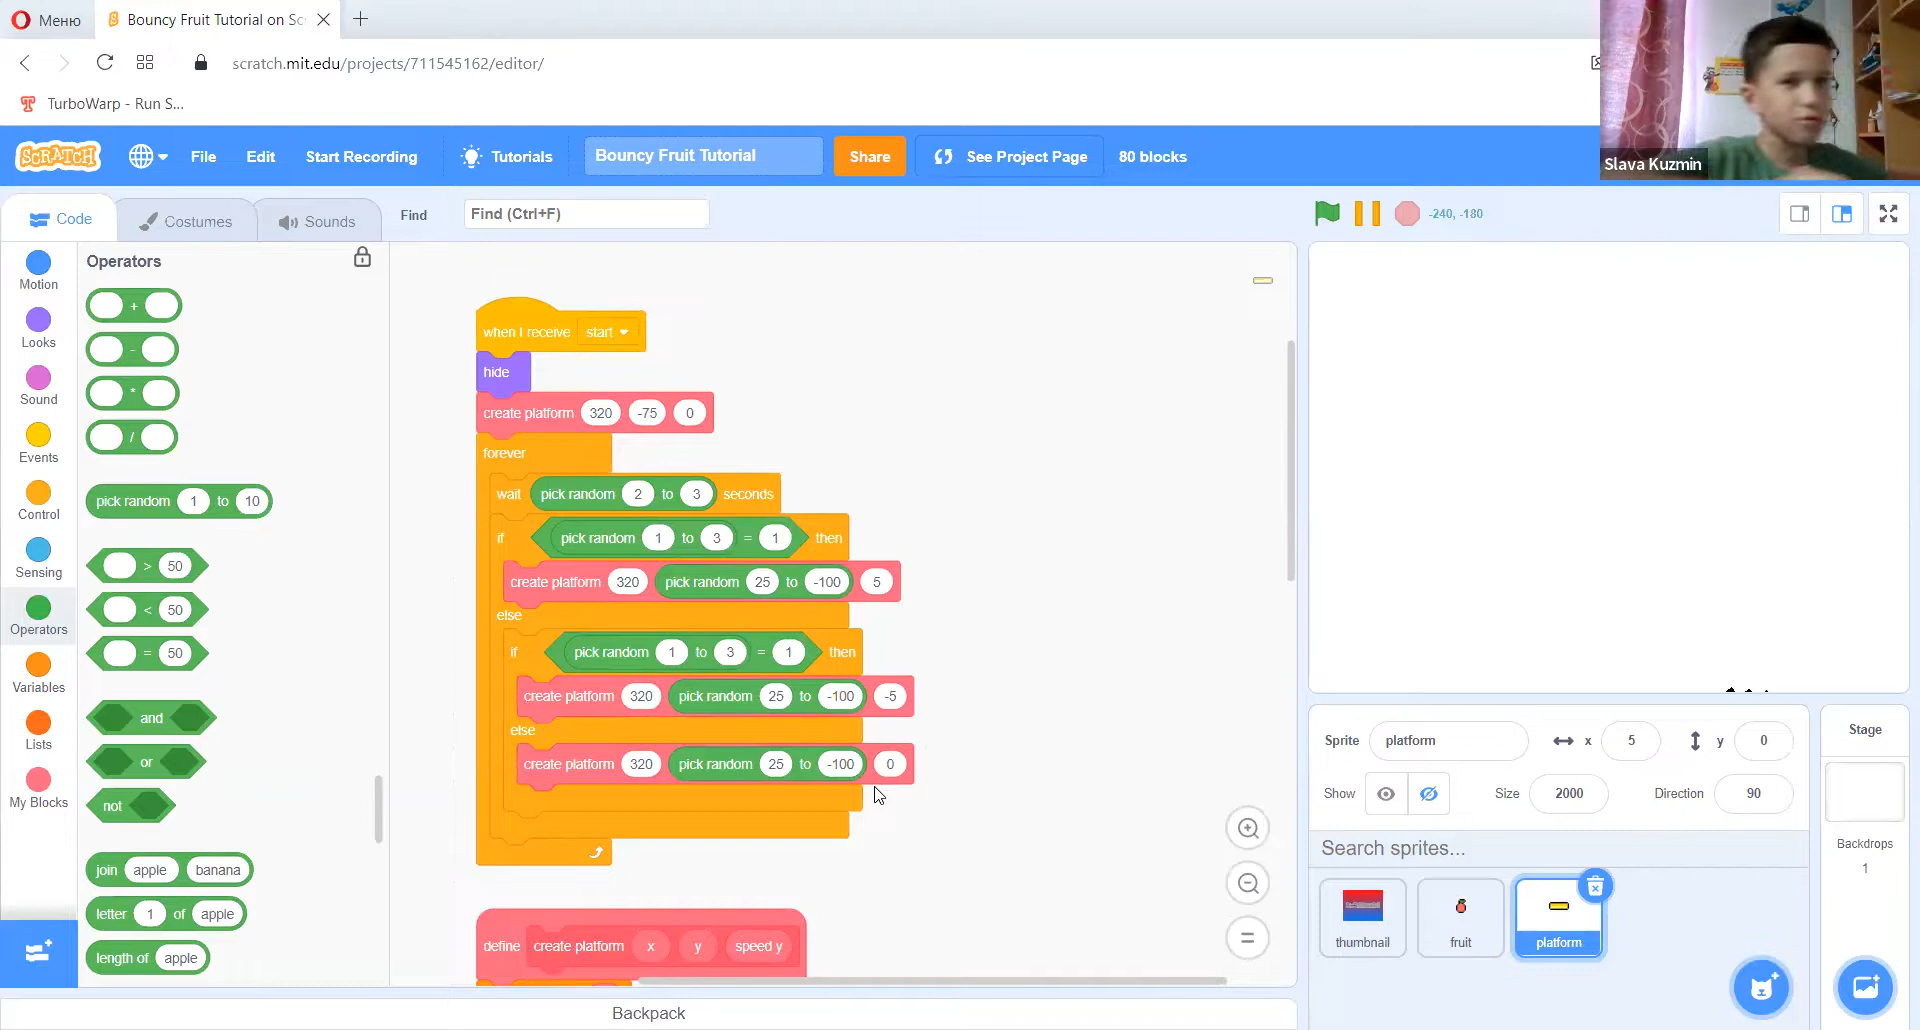 Меню
Bouncy Fruit Tutorial on Sc
scratch.mit.edu/projects/711545162/editor/
TurboWarp - Run S...
Slava Kuzmin
SCRATCH
File
Edit
Start Recording
Tutorials
Bouncy Fruit Tutorial
Share
See Project Page
80 blocks
Code
Costumes
Sounds
Find
Find (Ctrl+F)
-240, -180
Motion
Looks
Sound
Events
Control
Sensing
Operators
Variables
Lists
My Blocks
Operators
+
-
*
/
pick random 1 to 10
> 50
< 50
= 50
and
or
not
join apple banana
letter 1 of apple
length of apple
when I receive start
hide
create platform 320 -75 0
forever
wait pick random 2 to 3 seconds
if pick random 1 to 3 = 1 then
create platform 320 pick random 25 to -100 5
else
if pick random 1 to 3 = 1 then
create platform 320 pick random 25 to -100 -5
else
create platform 320 pick random 25 to -100 0
define create platform x y speed y
Backpack
Sprite platform x 5 y 0
Show Size 2000 Direction 90
Search sprites...
thumbnail
fruit
platform
Stage
Backdrops
1